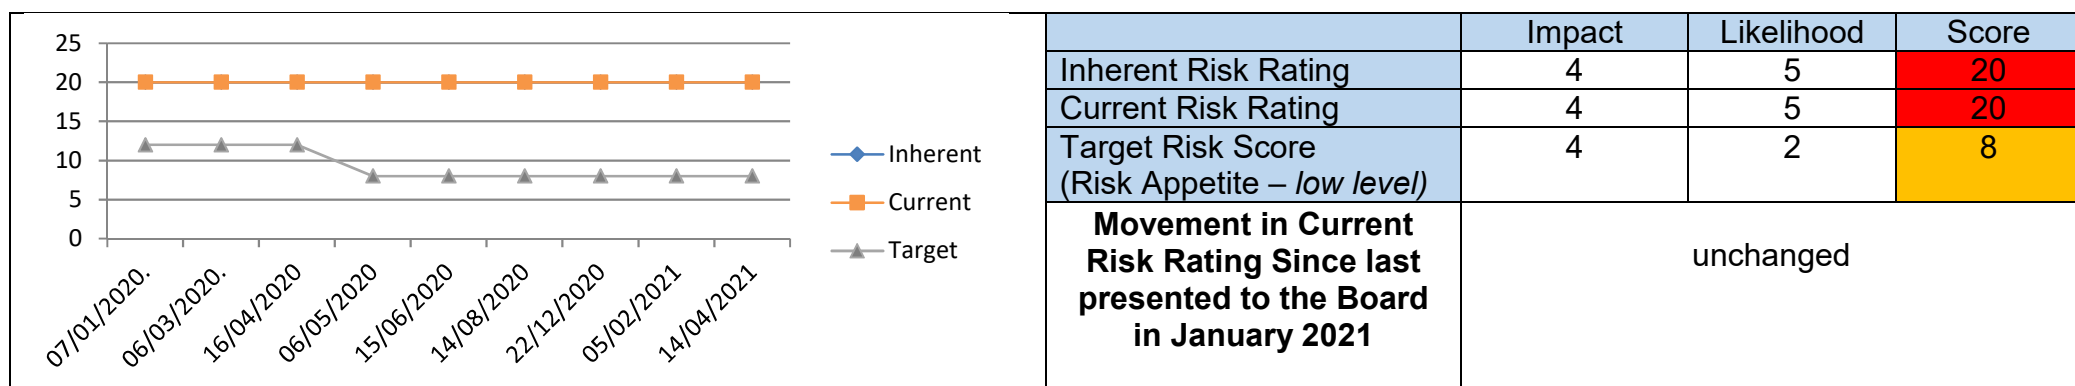 25
20
15
10
5
0
07/01/2020.
06/03/2020.
16/04/2020
06/05/2020
15/06/2020
14/08/2020
22/12/2020
05/02/2021
14/04/2021
Inherent
Current
Target
Impact Likelihood Score
Inherent Risk Rating 4 5 20
Current Risk Rating 4 5 20
Target Risk Score 4 2 8
(Risk Appetite – low level)
Movement in Current
Risk Rating Since last
presented to the Board
in January 2021
unchanged